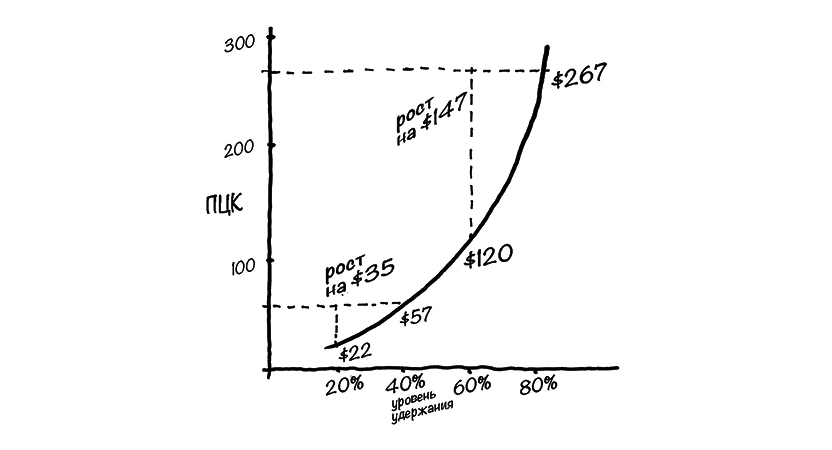 300
$267
рост
на $147
200
ПЦК
$120
100
рост
на $35
$57
$22
20% 40% 60% 80%
уровень
удержания